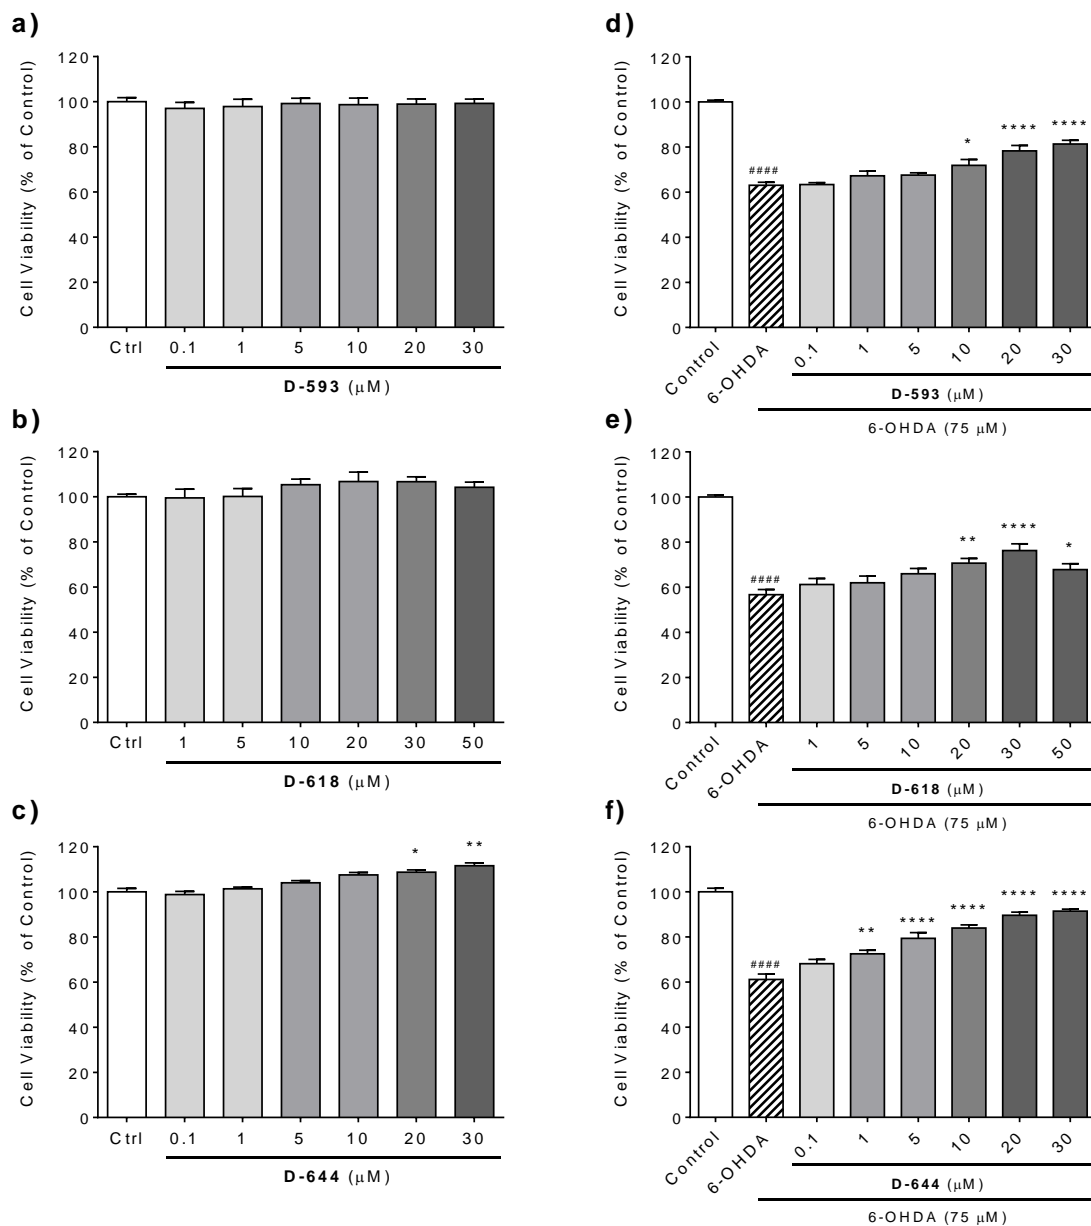 a)
Cell Viability (% of Control)
120
100
80
60
40
20
0
Ctrl 0.1 1 5 10 20 30
D-593 (μM)
b)
Cell Viability (% of Control)
120
100
80
60
40
20
0
Ctrl 1 5 10 20 30 50
D-618 (μM)
c)
Cell Viability (% of Control)
120
100
80
60
40
20
0
* **
Ctrl 0.1 1 5 10 20 30
D-644 (μM)
d)
Cell Viability (% of Control)
120
100
80
60
40
20
0
#### * **** ****
Control 6-OHDA 0.1 1 5 10 20 30
D-593 (μM)
6-OHDA (75 μM)
e)
Cell Viability (% of Control)
120
100
80
60
40
20
0
#### ** **** *
Control 6-OHDA 1 5 10 20 30 50
D-618 (μM)
6-OHDA (75 μM)
f)
Cell Viability (% of Control)
120
100
80
60
40
20
0
#### ** **** **** **** ****
Control 6-OHDA 0.1 1 5 10 20 30
D-644 (μM)
6-OHDA (75 μM)